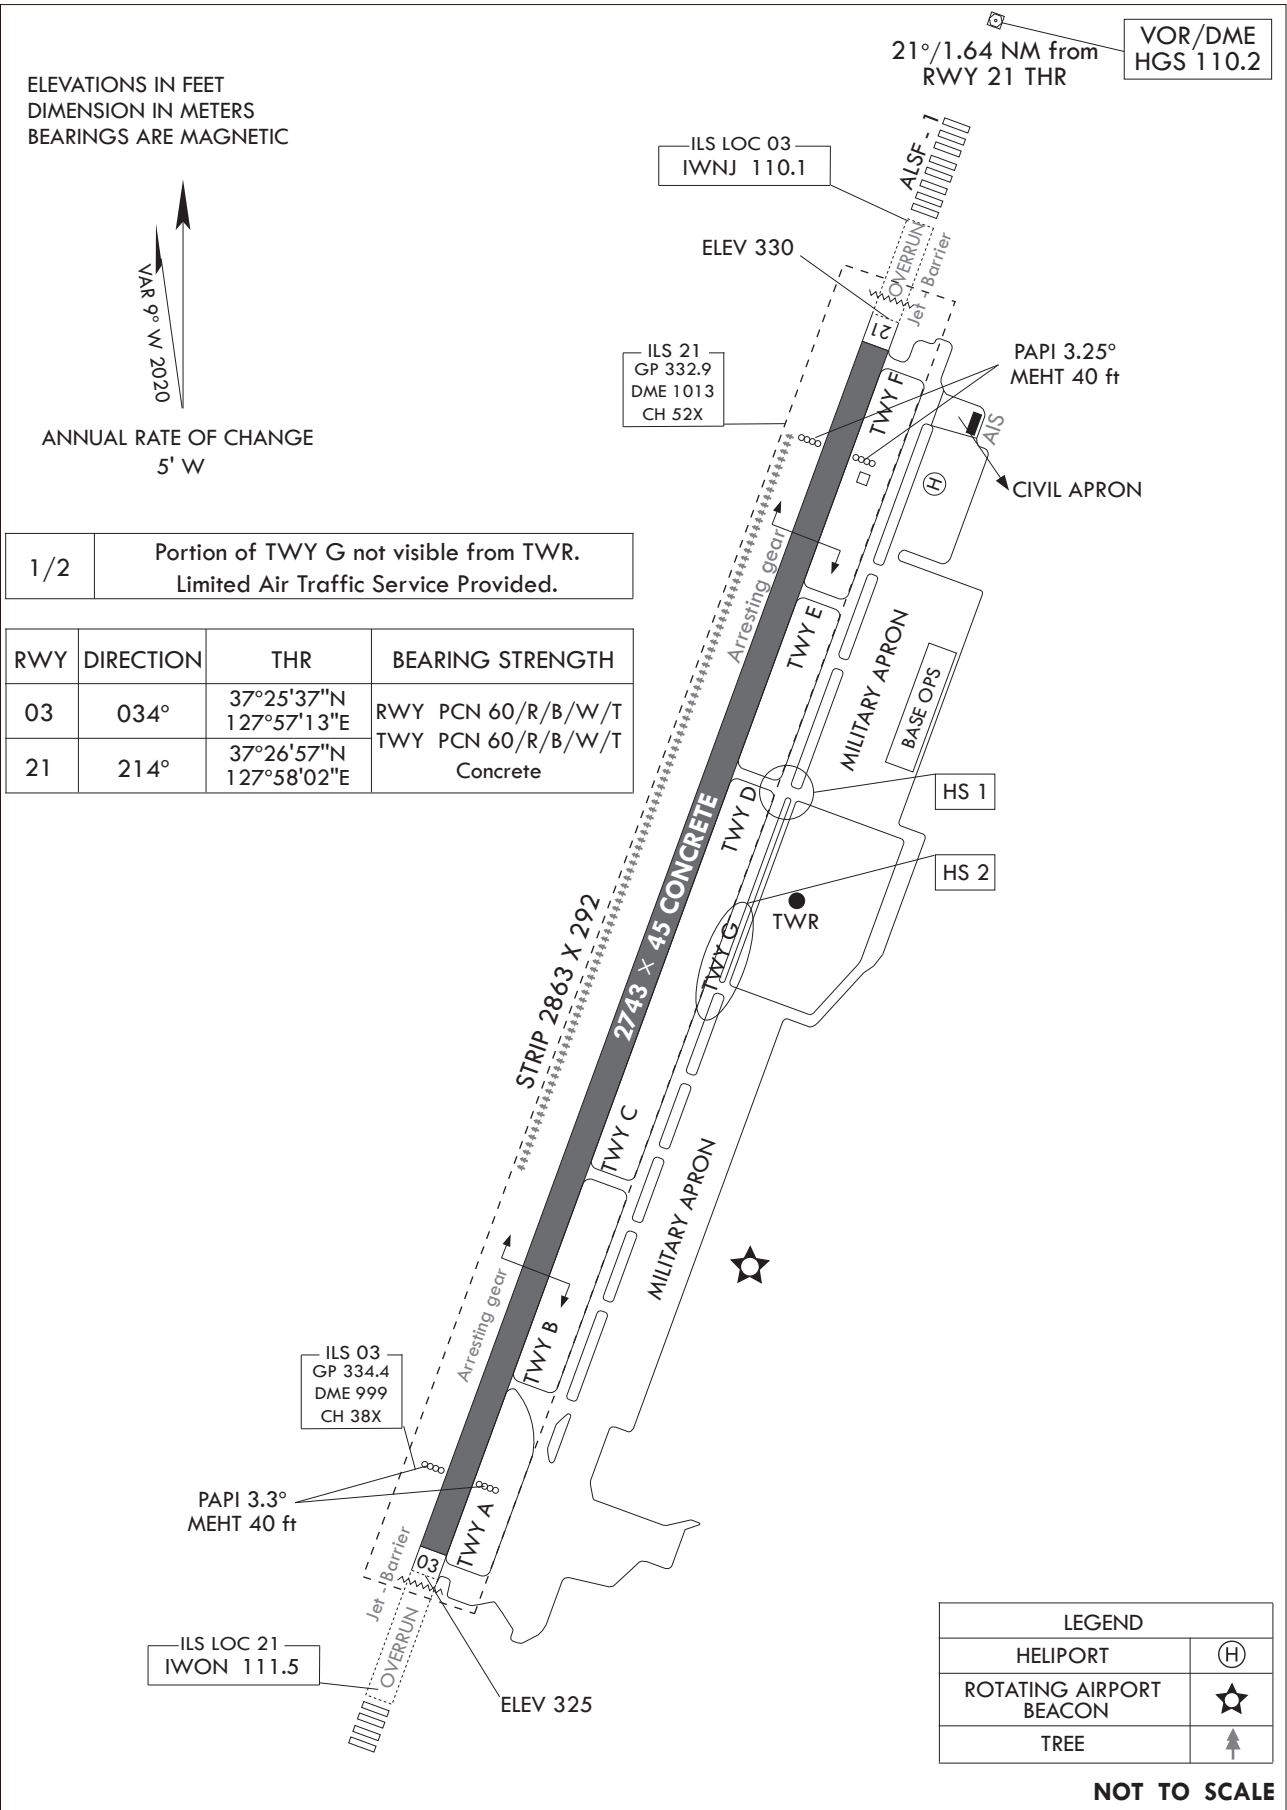 VOR/DME
HGS 110.2
21°/1.64 NM from
RWY 21 THR
ELEVATIONS IN FEET
DIMENSION IN METERS
BEARINGS ARE MAGNETIC
VAR 9° W 2020
ANNUAL RATE OF CHANGE
5' W
ILS LOC 03
IWNJ 110.1
ALSF - 1
OVERRUN
Jet - Barrier
ELEV 330
21
ILS 21
GP 332.9
DME 1013
CH 52X
PAPI 3.25°
MEHT 40 ft
TWY F
AIS
H
CIVIL APRON
1/2
Portion of TWY G not visible from TWR.
Limited Air Traffic Service Provided.
Arresting gear
RWY
DIRECTION
THR
BEARING STRENGTH
03
034°
37°25'37"N
127°57'13"E
21
214°
37°26'57"N
127°58'02"E
RWY PCN 60/R/B/W/T
TWY PCN 60/R/B/W/T
Concrete
TWY E
MILITARY APRON
BASE OPS
HS 1
TWY D
HS 2
TWR
TWY G
2743 × 45 CONCRETE
STRIP 2863 X 292
TWY C
MILITARY APRON
Arresting gear
TWY B
ILS 03
GP 334.4
DME 999
CH 38X
PAPI 3.3°
MEHT 40 ft
TWY A
03
Jet - Barrier
OVERRUN
ILS LOC 21
IWON 111.5
ELEV 325
LEGEND
HELIPORT
H
ROTATING AIRPORT
BEACON
TREE
NOT TO SCALE